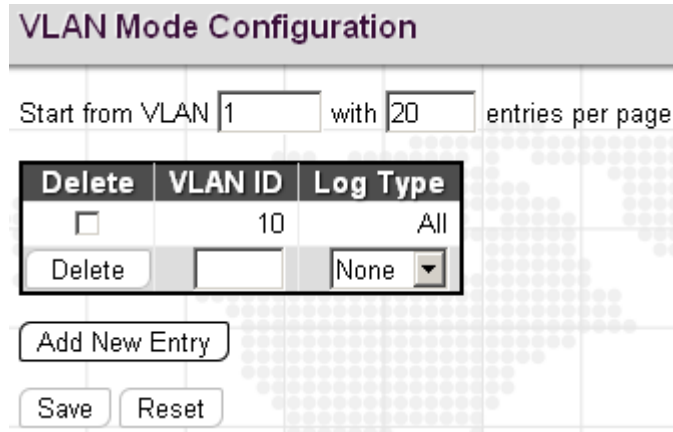 VLAN Mode Configuration
Start from VLAN 1 with 20 entries per page
Delete VLAN ID Log Type
10 All
Delete None
Add New Entry
Save Reset